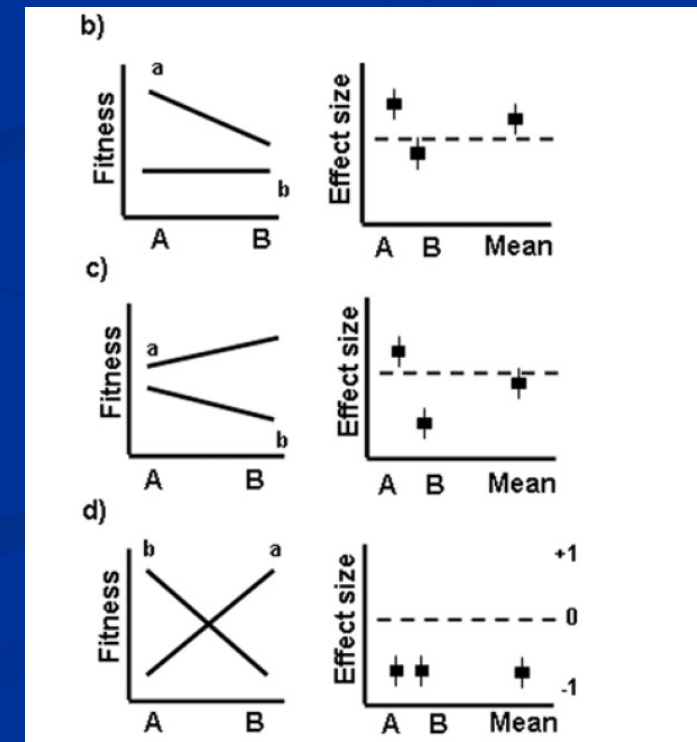 b)
a
Fitness
b
A B
Effect size
A B Mean
c)
a
Fitness
b
A B
Effect size
A B Mean
d)
b a
Fitness
A B
Effect size
+1
0
-1
A B Mean